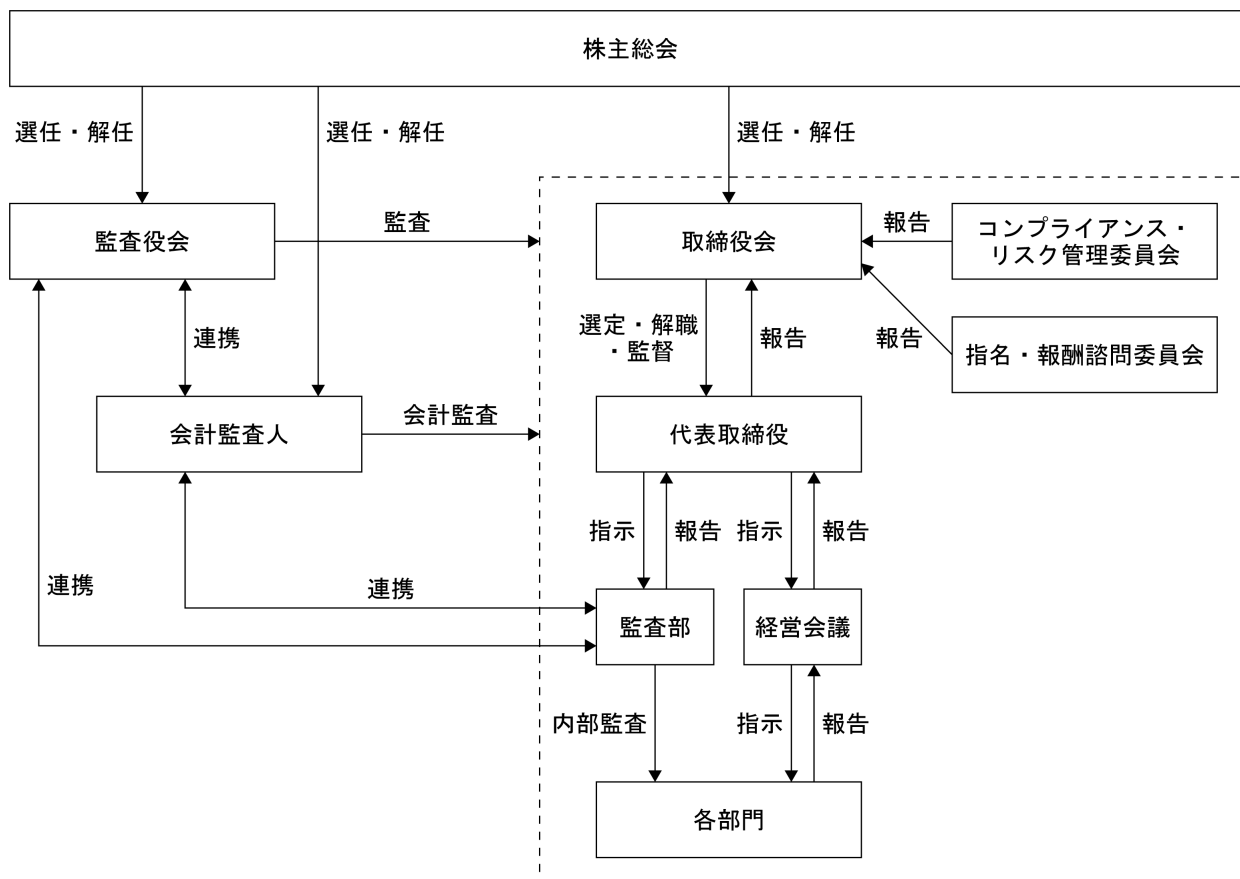 株主総会
選任・解任
選任・解任
選任・解任
監査役会
監査
取締役会
報告
コンプライアンス・
リスク管理委員会
連携
選定・解職
・監督
報告
報告
指名・報酬諮問委員会
会計監査人
会計監査
代表取締役
指示
報告
指示
報告
連携
連携
監査部
経営会議
内部監査
指示
報告
各部門